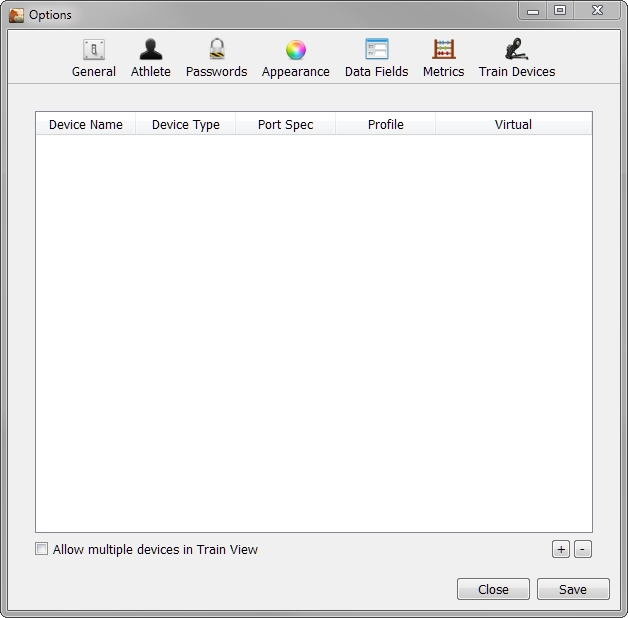 Options
General Athlete Passwords Appearance Data Fields Metrics Train Devices
Device Name Device Type Port Spec Profile Virtual
Allow multiple devices in Train View + -
Close Save